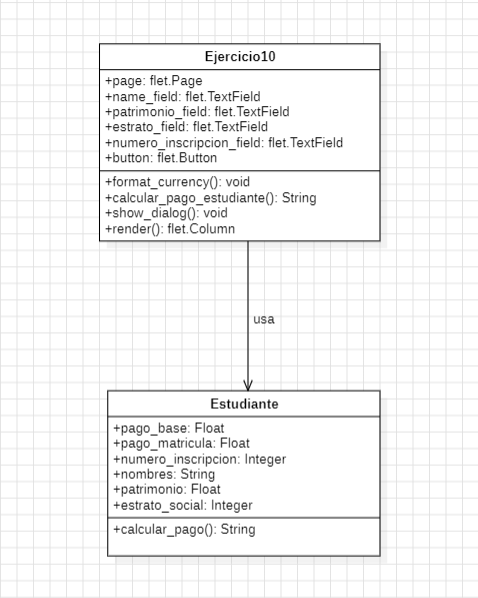 Ejercicio10
+page: flet.Page
+name_field: flet.TextField
+patrimonio_field: flet.TextField
+estrato_field: flet.TextField
+numero_inscripcion_field: flet.TextField
+button: flet.Button
+format_currency(): void
+calcular_pago_estudiante(): String
+show_dialog(): void
+render(): flet.Column
usa
Estudiante
+pago_base: Float
+pago_matricula: Float
+numero_inscripcion: Integer
+nombres: String
+patrimonio: Float
+estrato_social: Integer
+calcular_pago(): String